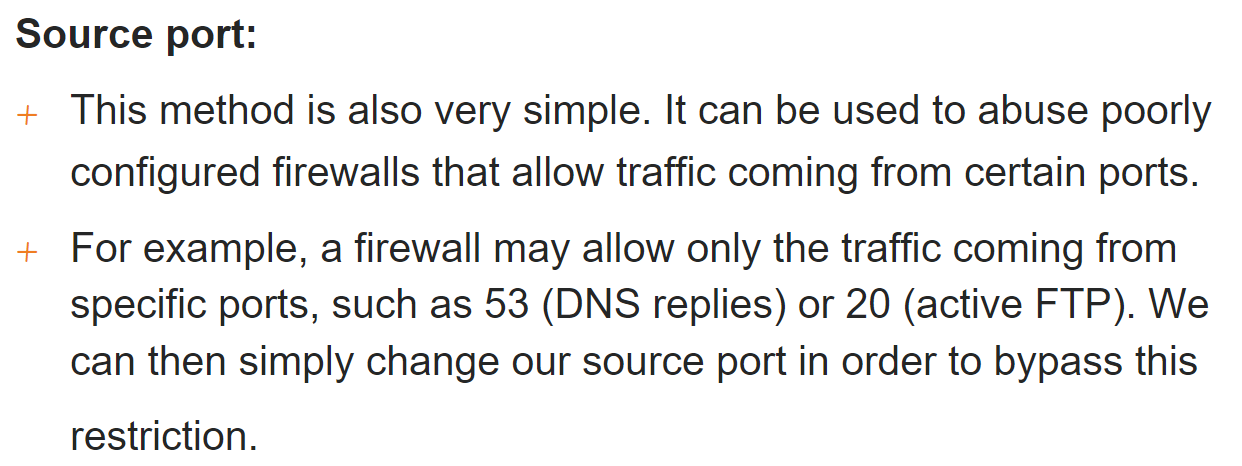 Source port:
+ This method is also very simple. It can be used to abuse poorly
configured firewalls that allow traffic coming from certain ports.
+ For example, a firewall may allow only the traffic coming from
specific ports, such as 53 (DNS replies) or 20 (active FTP). We
can then simply change our source port in order to bypass this
restriction.